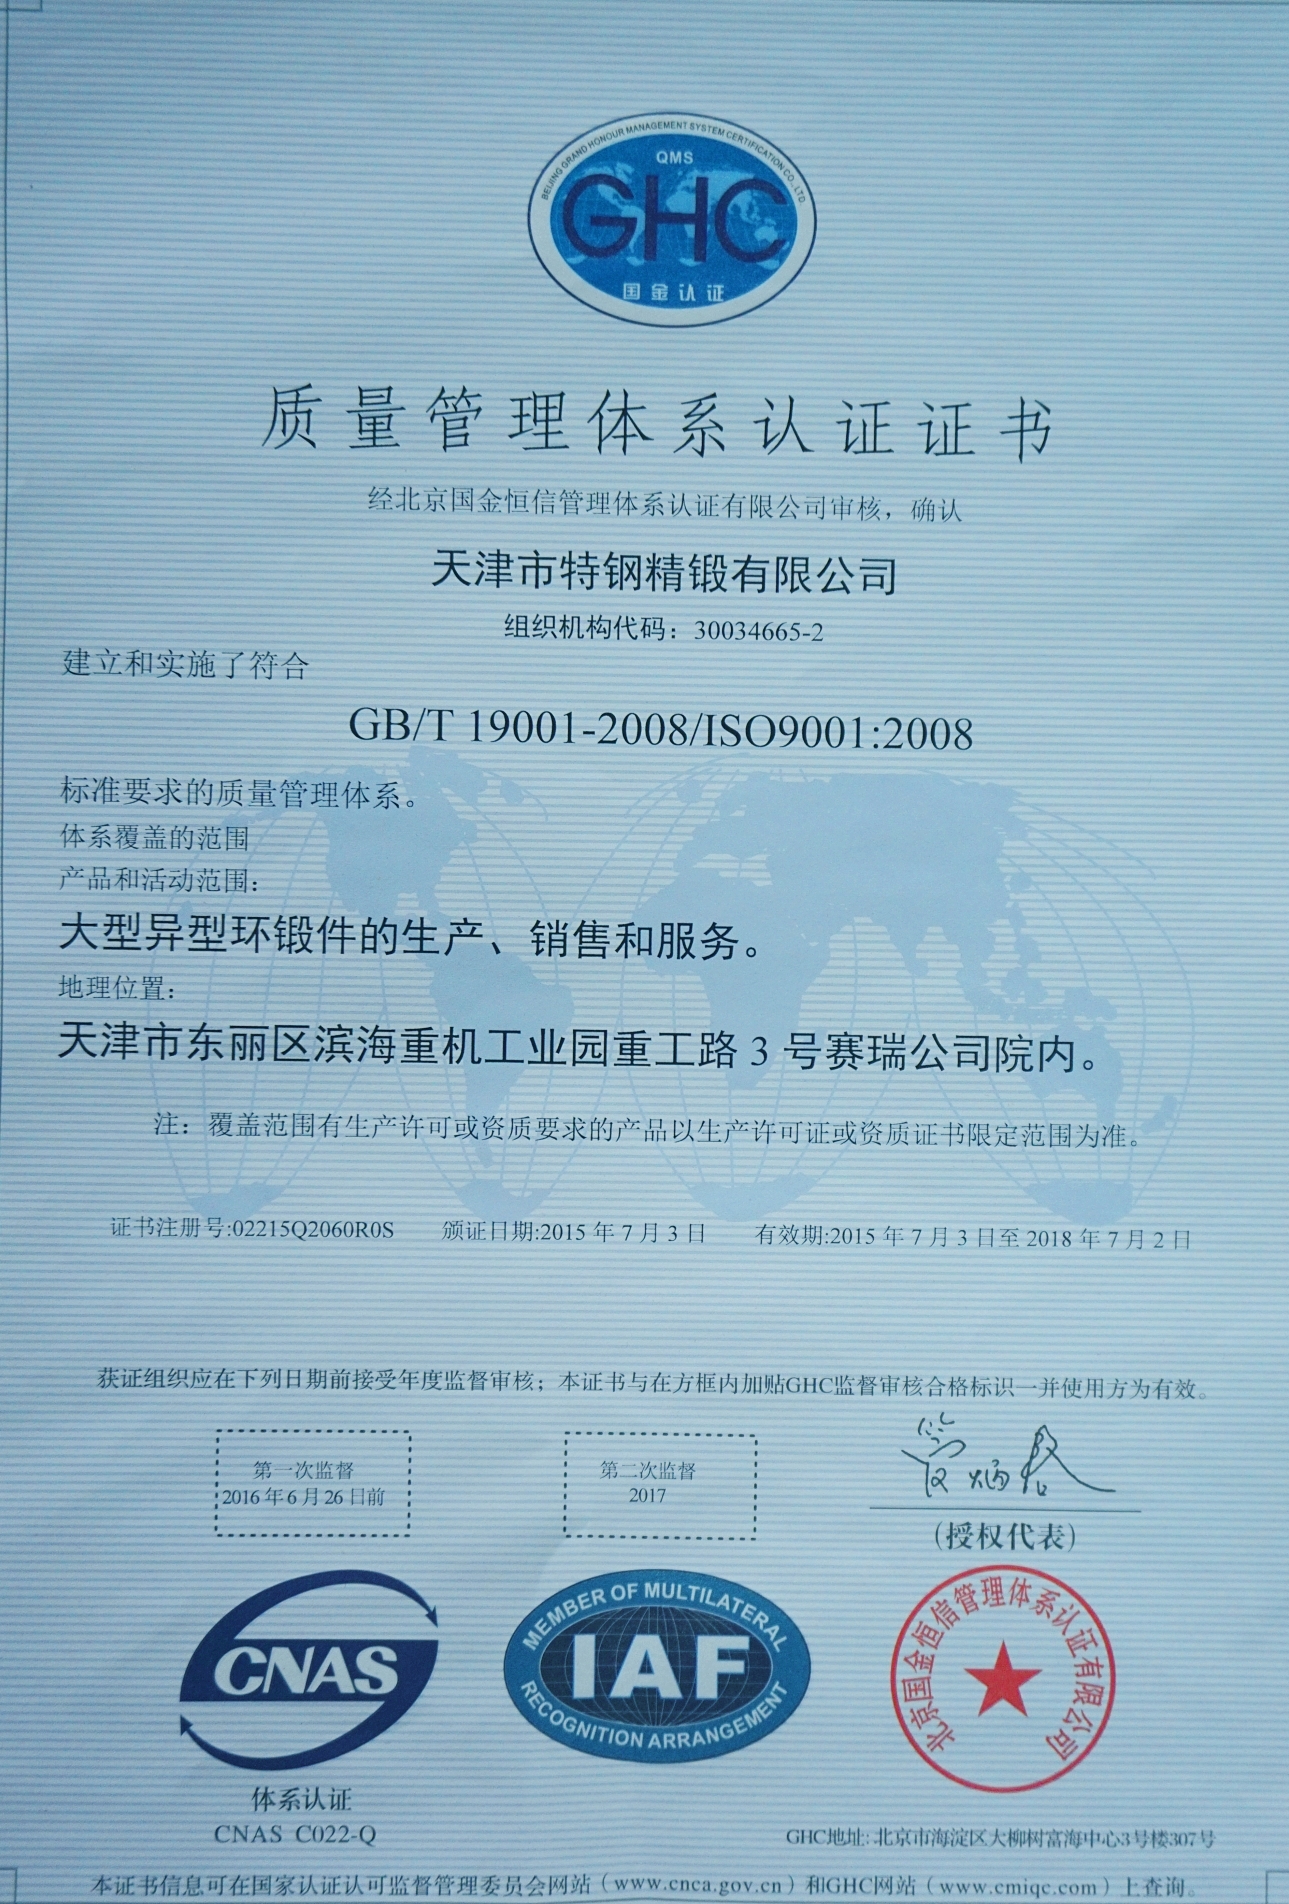 BEIJING GRAND HONOUR MANAGEMENT SYSTEM CERTIFICATION CO., LTD.
QMS
GHC
国金认证
质量管理体系认证证书
经北京国金恒信管理体系认证有限公司审核，确认
天津市特钢精锻有限公司
组织机构代码：30034665-2
建立和实施了符合
GB/T 19001-2008/ISO9001:2008
标准要求的质量管理体系。
体系覆盖的范围
产品和活动范围：
大型异型环锻件的生产、销售和服务。
地理位置：
天津市东丽区滨海重机工业园重工路 3 号赛瑞公司院内。
注：覆盖范围有生产许可或资质要求的产品以生产许可证或资质证书限定范围为准。
证书注册号:02215Q2060R0S 颁证日期:2015 年 7 月 3 日 有效期:2015 年 7 月 3 日至 2018 年 7 月 2 日
获证组织应在下列日期前接受年度监督审核；本证书与在方框内加贴GHC监督审核合格标识一并使用方为有效。
第一次监督
2016 年 6 月 26 日前
第二次监督
2017
（授权代表）
CNAS
体系认证
CNAS C022-Q
MEMBER OF MULTILATERAL
IAF
RECOGNITION ARRANGEMENT
北京国金恒信管理体系认证有限公司
GHC地址: 北京市海淀区大柳树富海中心3号楼307号
本证书信息可在国家认证认可监督管理委员会网站（www.cnca.gov.cn）和GHC网站（www.cmiqc.com）上查询。